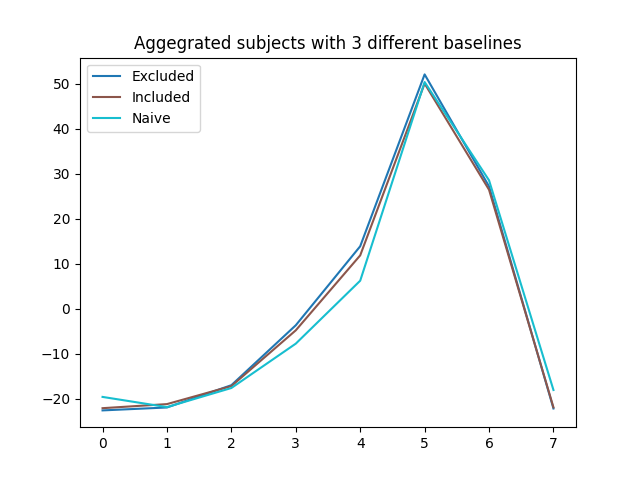 Aggegrated subjects with 3 different baselines
Excluded
Included
Naive
50
40
30
20
10
0
−10
−20
0 1 2 3 4 5 6 7